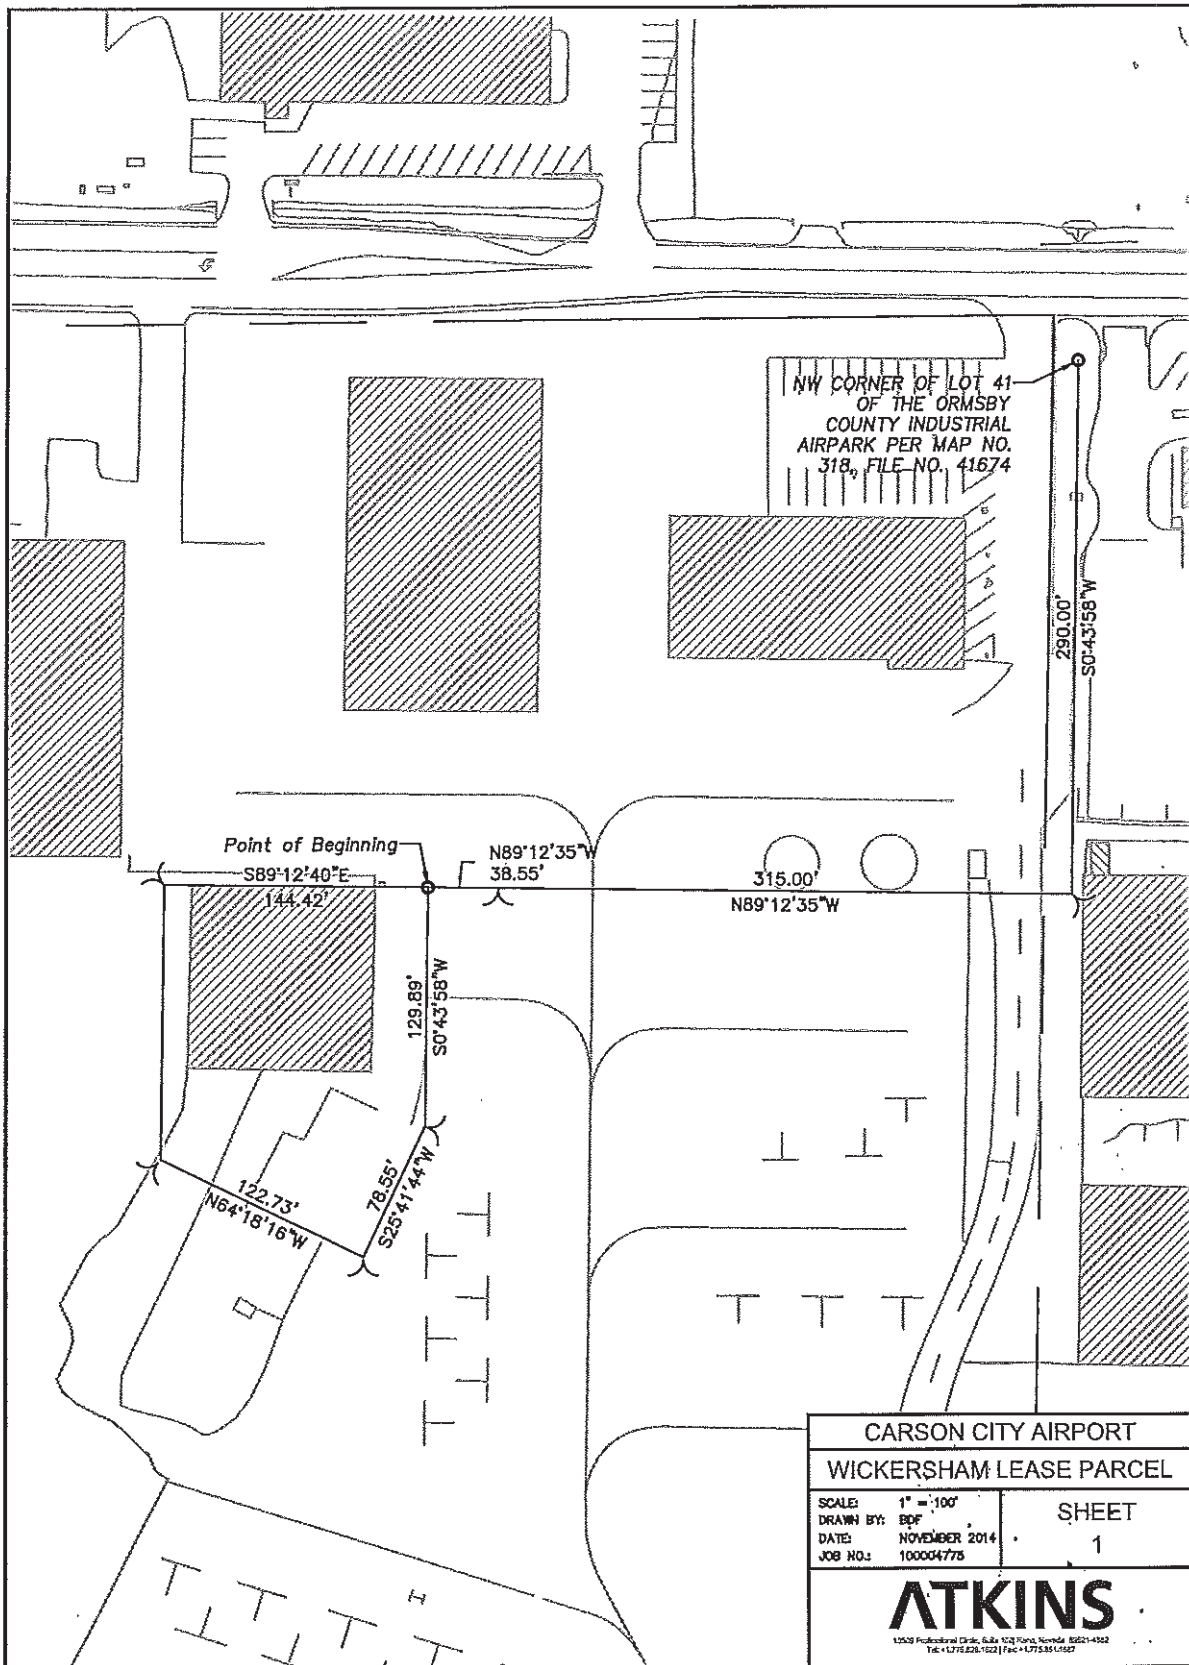 NW CORNER OF LOT 41
OF THE ORMSBY
COUNTY INDUSTRIAL
AIRPARK PER MAP NO.
318, FILE NO. 41674
290.00'
S0°43'58"W
Point of Beginning
S89°12'40"E
144.42'
N89°12'35"W
38.55'
315.00'
N89°12'35"W
129.89'
S0°43'58"W
78.55'
S25°41'44"W
122.73'
N64°18'16"W
CARSON CITY AIRPORT
WICKERSHAM LEASE PARCEL
SCALE: 1" = 100'
DRAWN BY: BDF
DATE: NOVEMBER 2014
JOB NO.: 100004775
SHEET
1
ATKINS
Professional Circle, Reno, Nevada